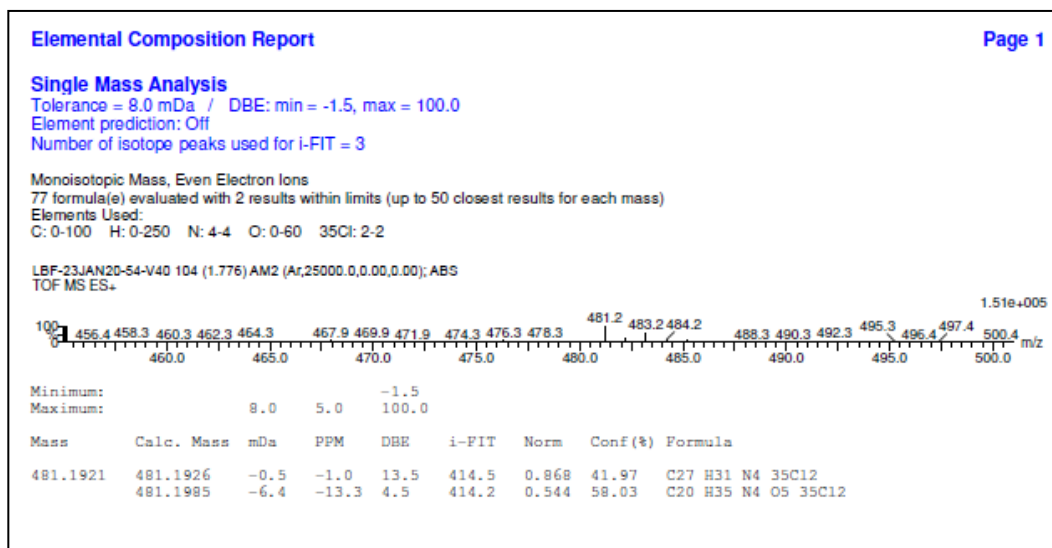 Elemental Composition Report Page 1
Single Mass Analysis
Tolerance = 8.0 mDa / DBE: min = -1.5, max = 100.0
Element prediction: Off
Number of isotope peaks used for i-FIT = 3
Monoisotopic Mass, Even Electron Ions
77 formula(e) evaluated with 2 results within limits (up to 50 closest results for each mass)
Elements Used:
C: 0-100 H: 0-250 N: 4-4 O: 0-60 35Cl: 2-2
LBF-23JAN20-54-V40 104 (1.776) AM2 (Ar,25000.0,0.00,0.00); ABS
TOF MS ES+
1.51e+005
100
%
0
456.4 458.3 460.3 462.3 464.3 467.9 469.9 471.9 474.3 476.3 478.3 481.2 483.2 484.2 488.3 490.3 492.3 495.3 496.4 497.4 500.4
m/z
460.0 465.0 470.0 475.0 480.0 485.0 490.0 495.0 500.0
Minimum: -1.5
Maximum: 8.0 5.0 100.0
Mass Calc. Mass mDa PPM DBE i-FIT Norm Conf(%) Formula
481.1921 481.1926 -0.5 -1.0 13.5 414.5 0.868 41.97 C27 H31 N4 35Cl2
481.1985 -6.4 -13.3 4.5 414.2 0.544 58.03 C20 H35 N4 O5 35Cl2